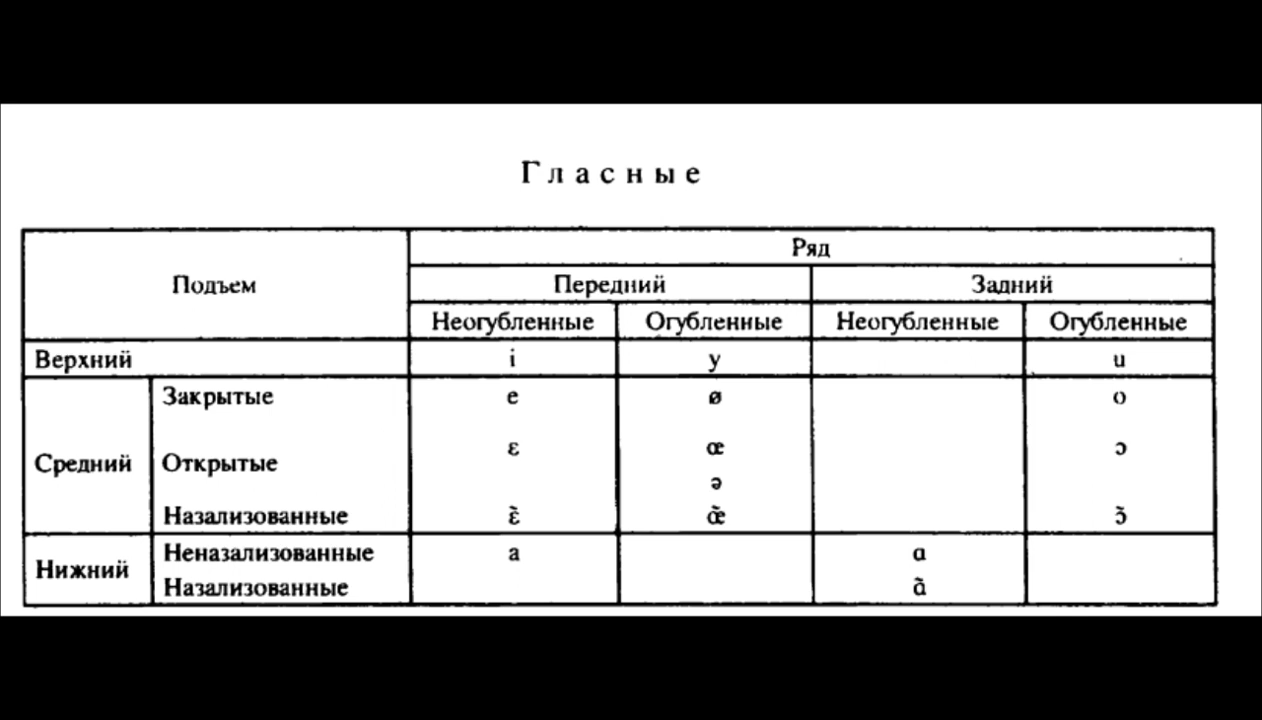 Гласные
Подъем
Ряд
Передний Задний
Неогубленные Огубленные Неогубленные Огубленные
Верхний i y u
Средний
Закрытые e ø o
Открытые ɛ œ ɔ
ə
Назализованные ɛ̃ œ̃ ɔ̃
Нижний
Неназализованные a ɑ
Назализованные ɑ̃